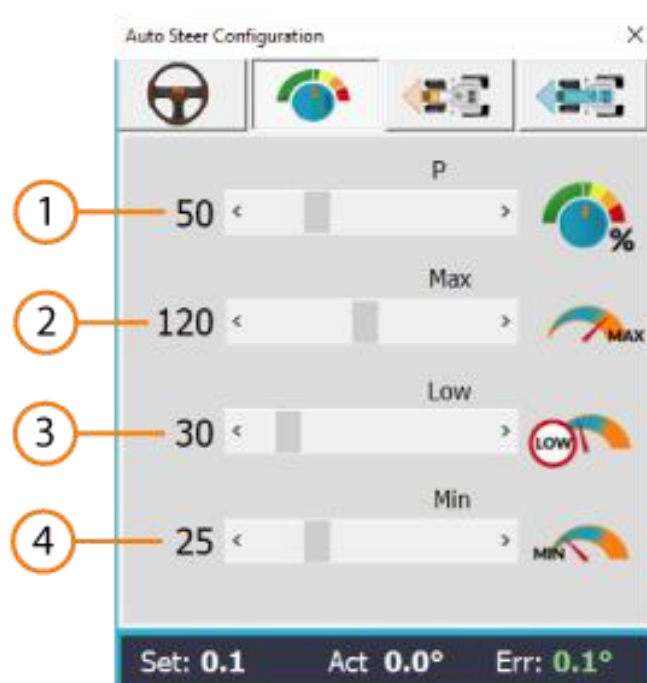 Auto Steer Configuration
P
1 50 %
Max
2 120 MAX
Low
3 30 LOW
Min
4 25 MIN
Set: 0.1 Act 0.0° Err: 0.1°